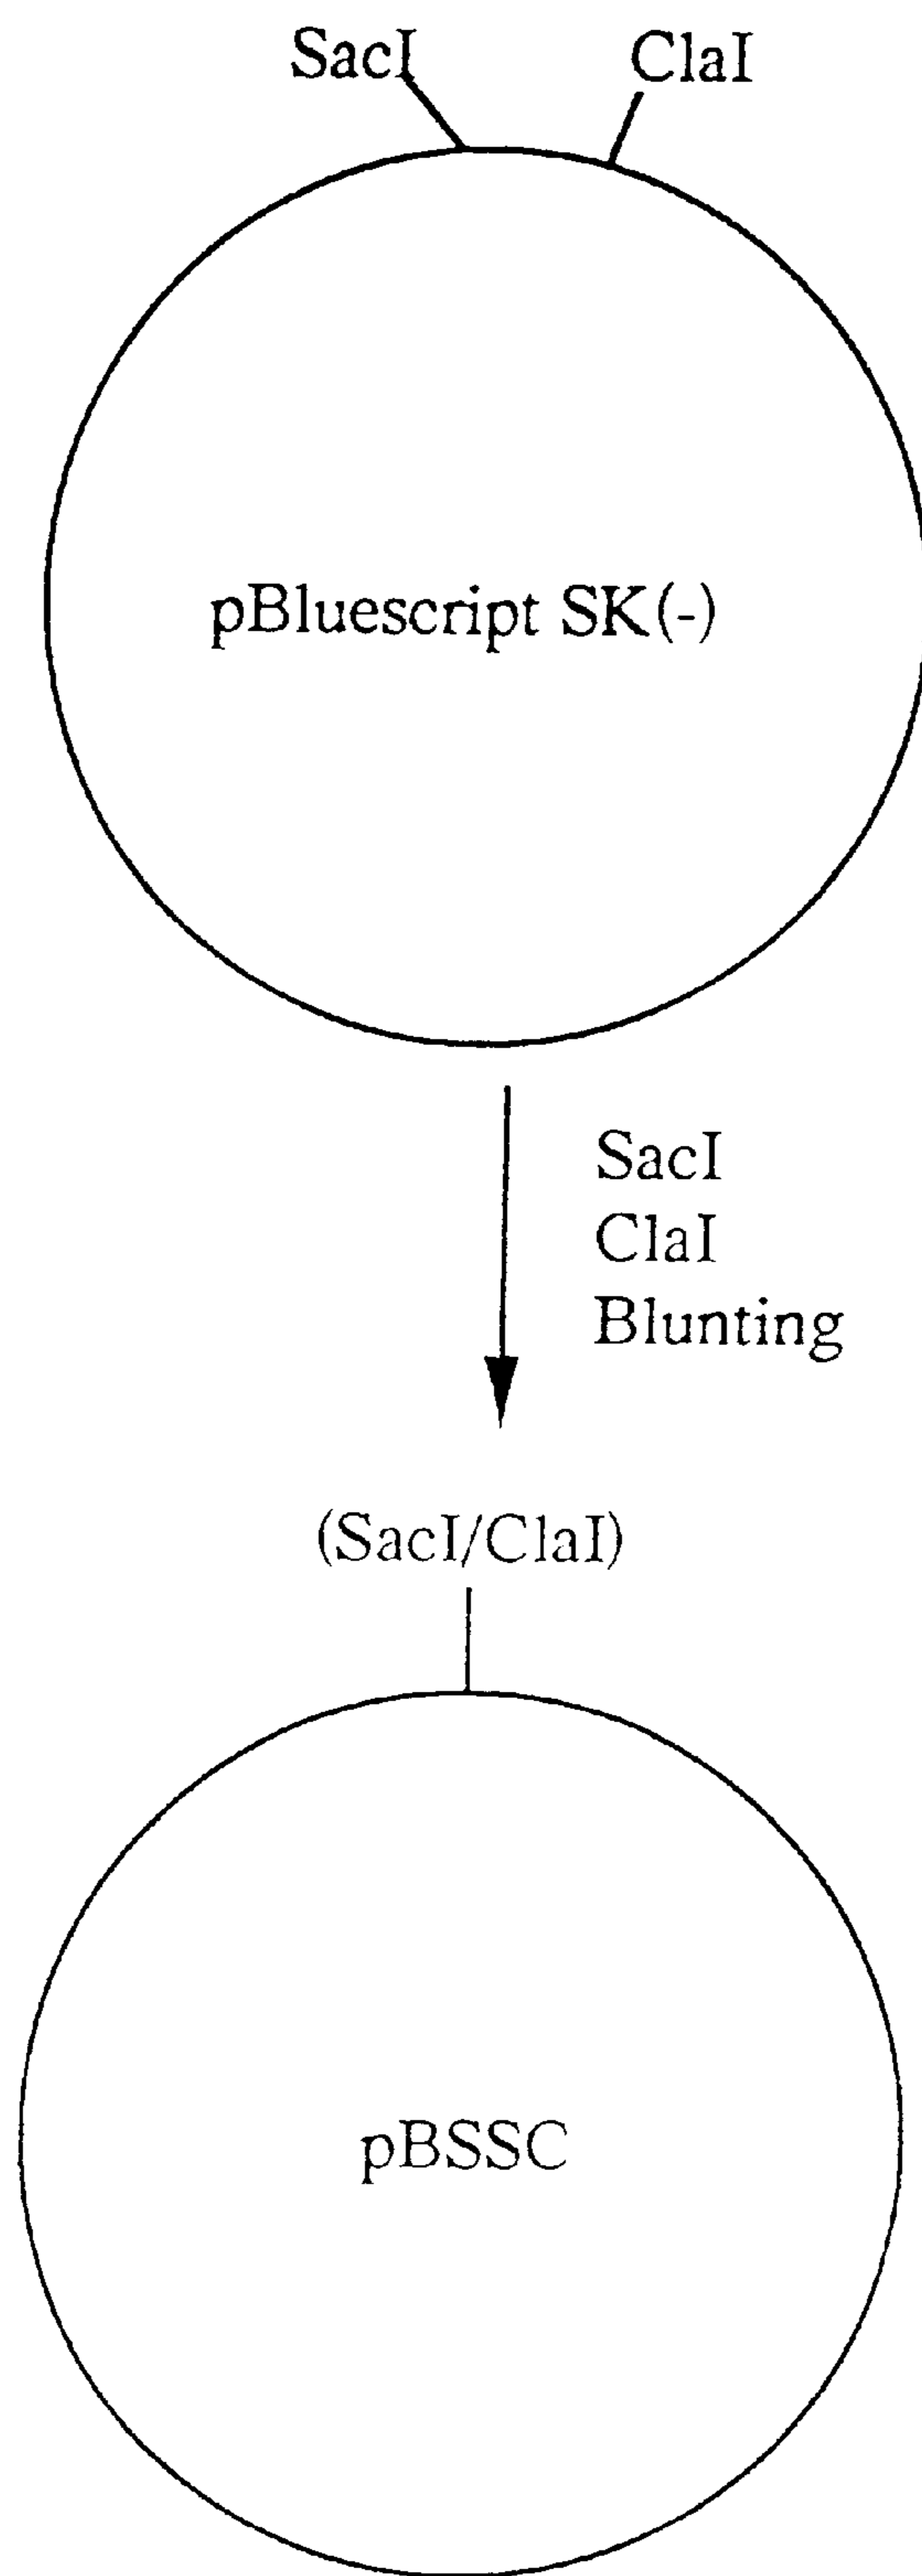 SacI ClaI
pBluescript SK(-)
SacI
ClaI
Blunting
(SacI/ClaI)
pBSSC